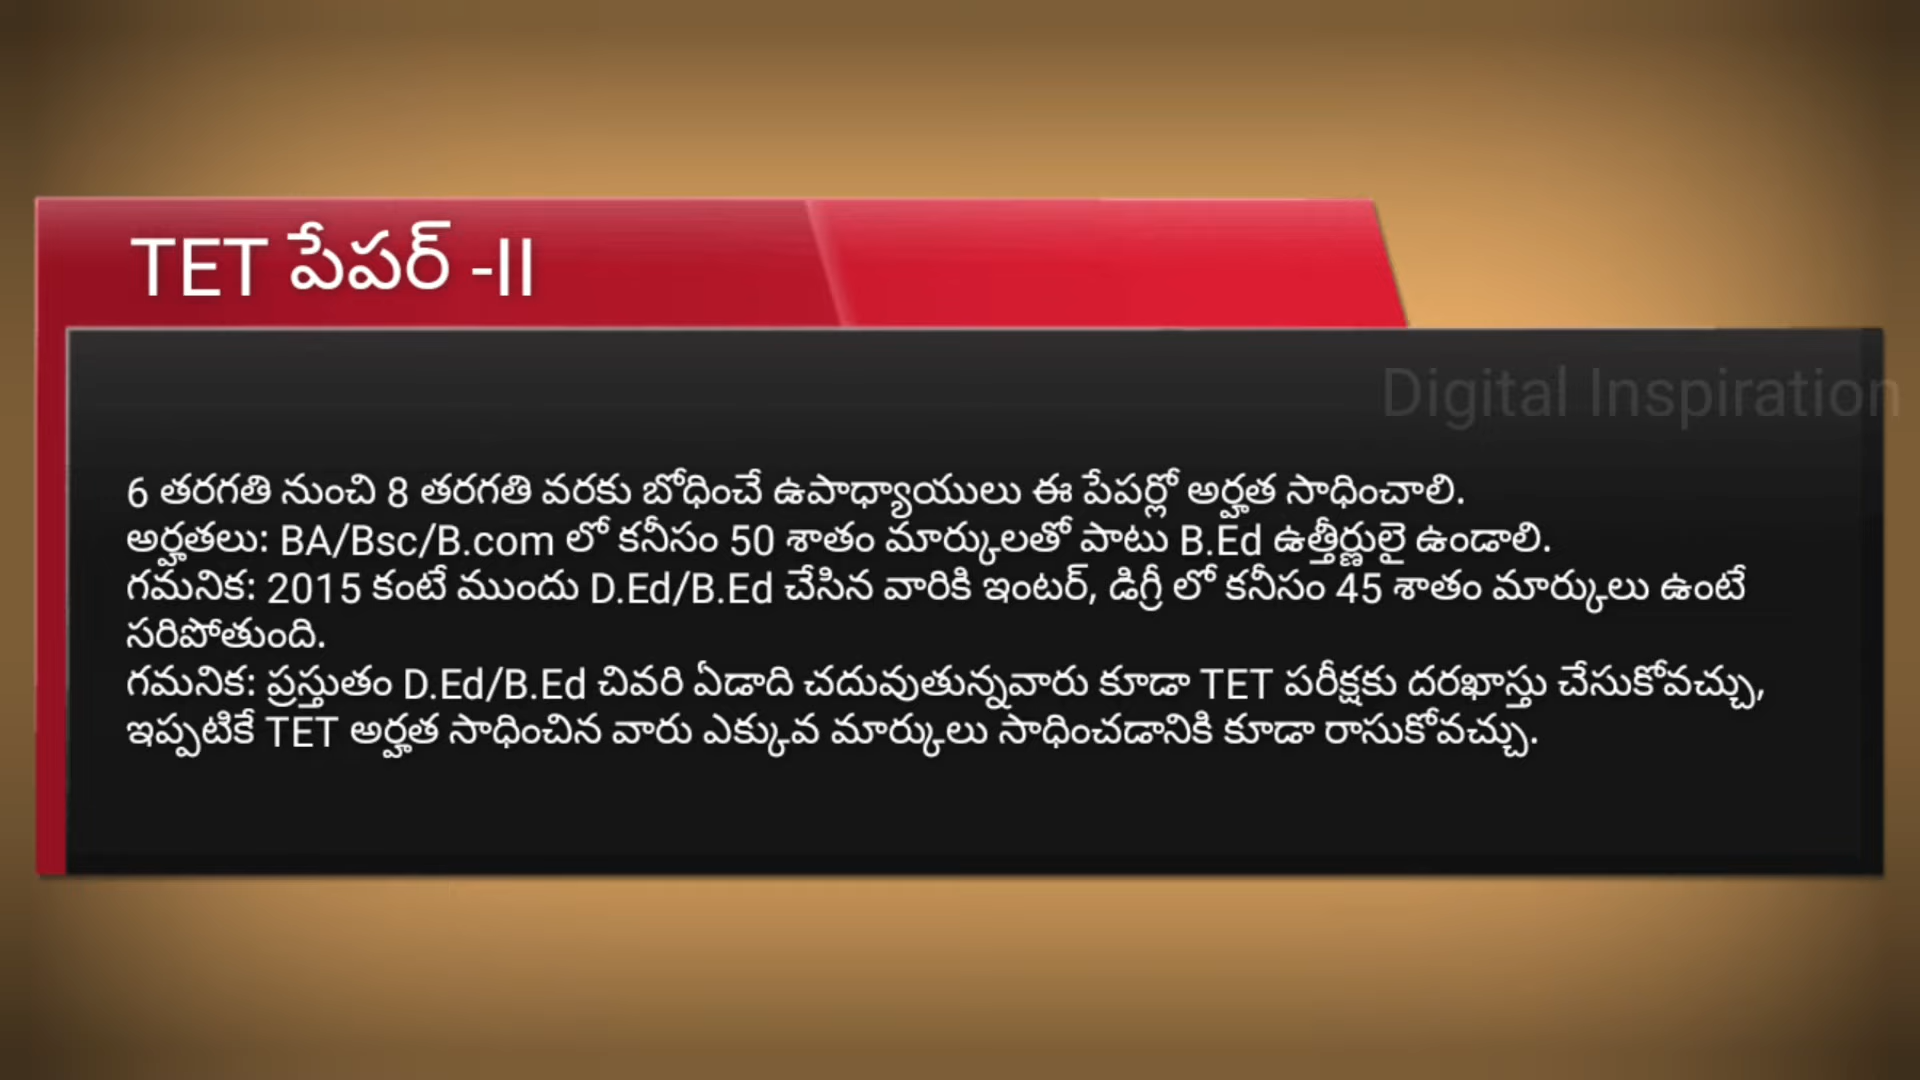 TET పేపర్ -II
Digital Inspiration
6 తరగతి నుంచి 8 తరగతి వరకు బోధించే ఉపాధ్యాయులు ఈ పేపర్లో అర్హత సాధించాలి.
అర్హతలు: BA/Bsc/B.com లో కనీసం 50 శాతం మార్కులతో పాటు B.Ed ఉత్తీర్ణులై ఉండాలి.
గమనిక: 2015 కంటే ముందు D.Ed/B.Ed చేసిన వారికి ఇంటర్, డిగ్రీ లో కనీసం 45 శాతం మార్కులు ఉంటే
సరిపోతుంది.
గమనిక: ప్రస్తుతం D.Ed/B.Ed చివరి ఏడాది చదువుతున్నవారు కూడా TET పరీక్షకు దరఖాస్తు చేసుకోవచ్చు,
ఇప్పటికే TET అర్హత సాధించిన వారు ఎక్కువ మార్కులు సాధించడానికి కూడా రాసుకోవచ్చు.